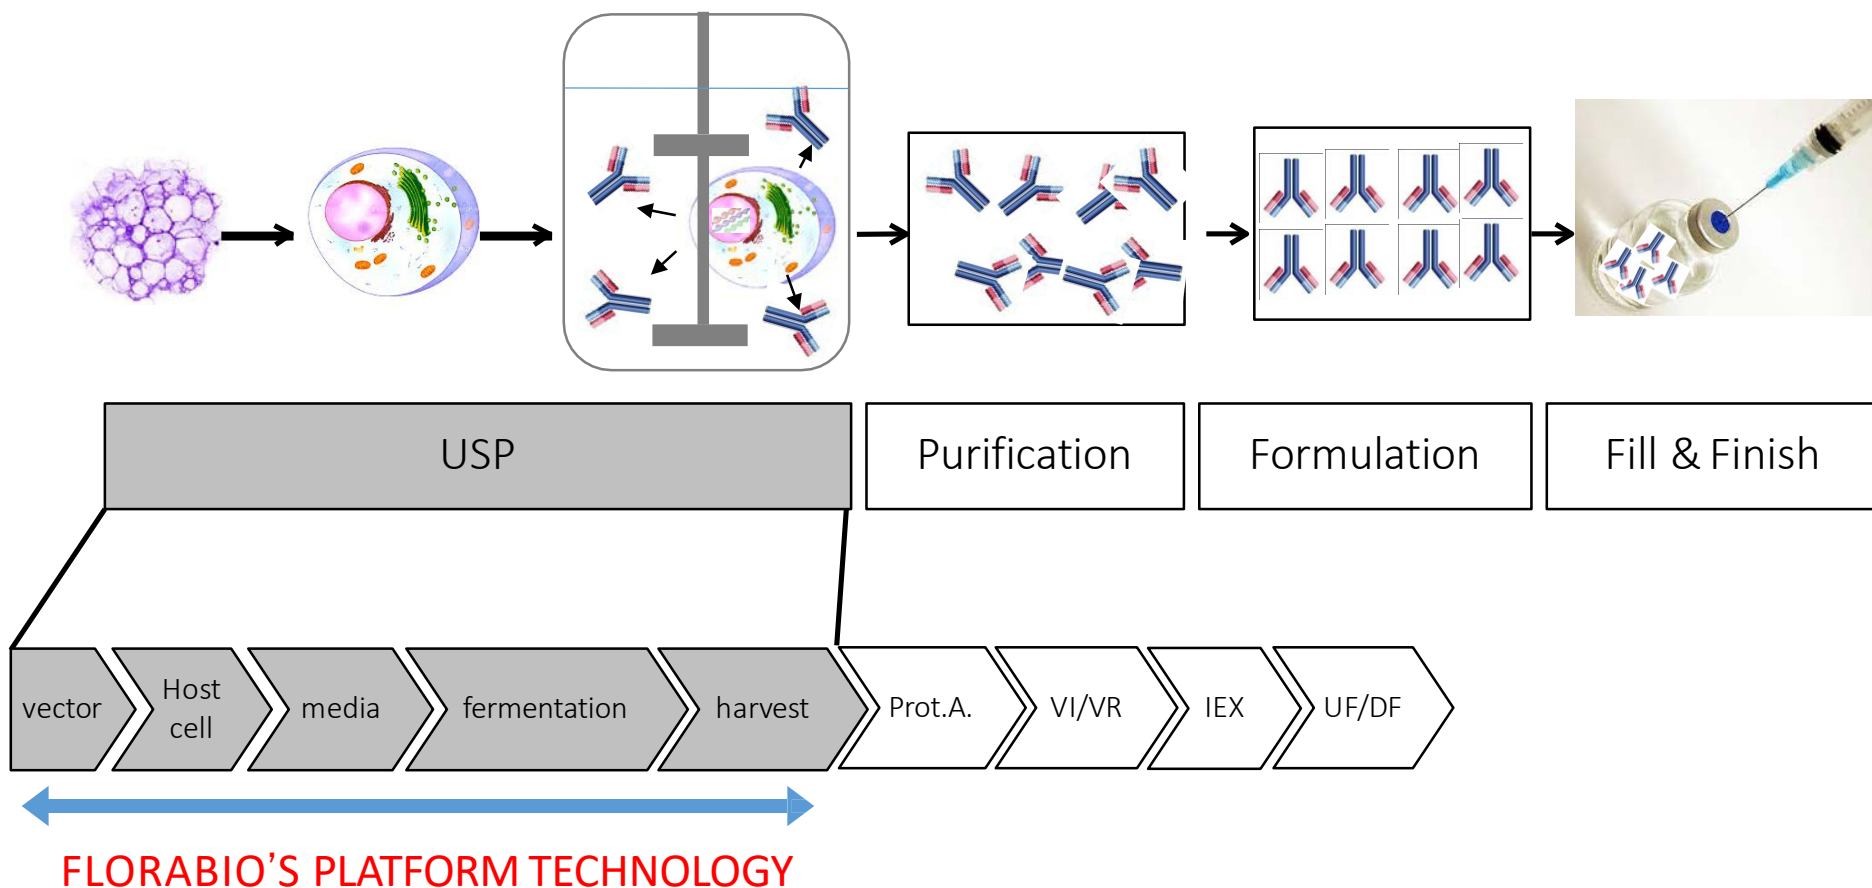 USP
Purification
Formulation
Fill & Finish
vector
Host
cell
media
fermentation
harvest
Prot.A.
VI/VR
IEX
UF/DF
FLORABIO’S PLATFORM TECHNOLOGY